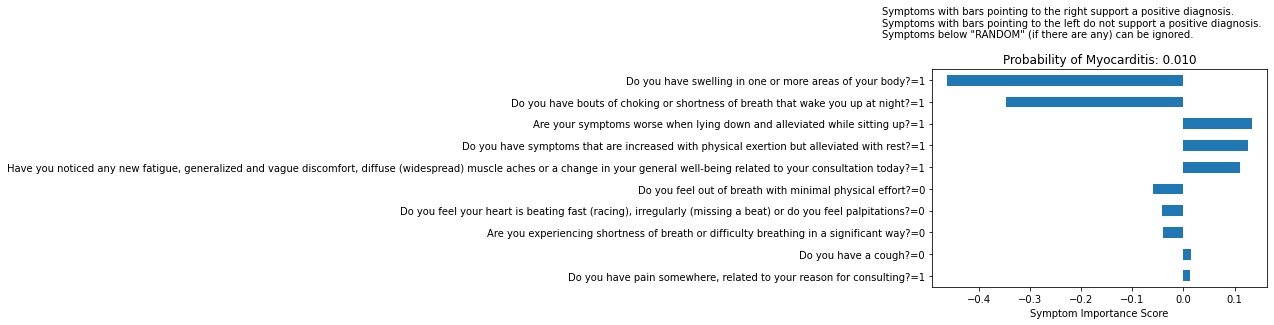 Symptoms with bars pointing to the right support a positive diagnosis.
Symptoms with bars pointing to the left do not support a positive diagnosis.
Symptoms below "RANDOM" (if there are any) can be ignored.
Probability of Myocarditis: 0.010
Do you have swelling in one or more areas of your body?=1
Do you have bouts of choking or shortness of breath that wake you up at night?=1
Are your symptoms worse when lying down and alleviated while sitting up?=1
Do you have symptoms that are increased with physical exertion but alleviated with rest?=1
Have you noticed any new fatigue, generalized and vague discomfort, diffuse (widespread) muscle aches or a change in your general well-being related to your consultation today?=1
Do you feel out of breath with minimal physical effort?=0
Do you feel your heart is beating fast (racing), irregularly (missing a beat) or do you feel palpitations?=0
Are you experiencing shortness of breath or difficulty breathing in a significant way?=0
Do you have a cough?=0
Do you have pain somewhere, related to your reason for consulting?=1
−0.4 −0.3 −0.2 −0.1 0.0 0.1
Symptom Importance Score